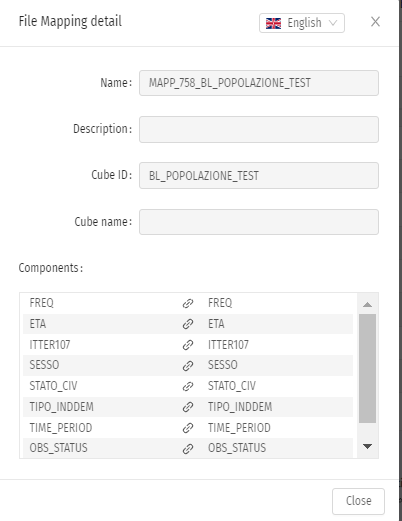 File Mapping detail
English
Name:
MAPP_758_BL_POPOLAZIONE_TEST
Description:
Cube ID:
BL_POPOLAZIONE_TEST
Cube name:
Components:
FREQ FREQ
ETA ETA
ITTER107 ITTER107
SESSO SESSO
STATO_CIV STATO_CIV
TIPO_INDDEM TIPO_INDDEM
TIME_PERIOD TIME_PERIOD
OBS_STATUS OBS_STATUS
Close